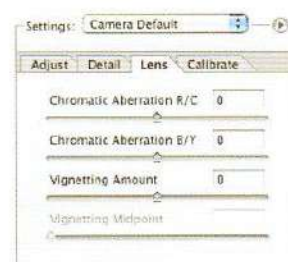 Settings: Camera Default
Adjust Detail Lens Calibrate
Chromatic Aberration R/C 0
Chromatic Aberration B/Y 0
Vignetting Amount 0
Vignetting Midpoint